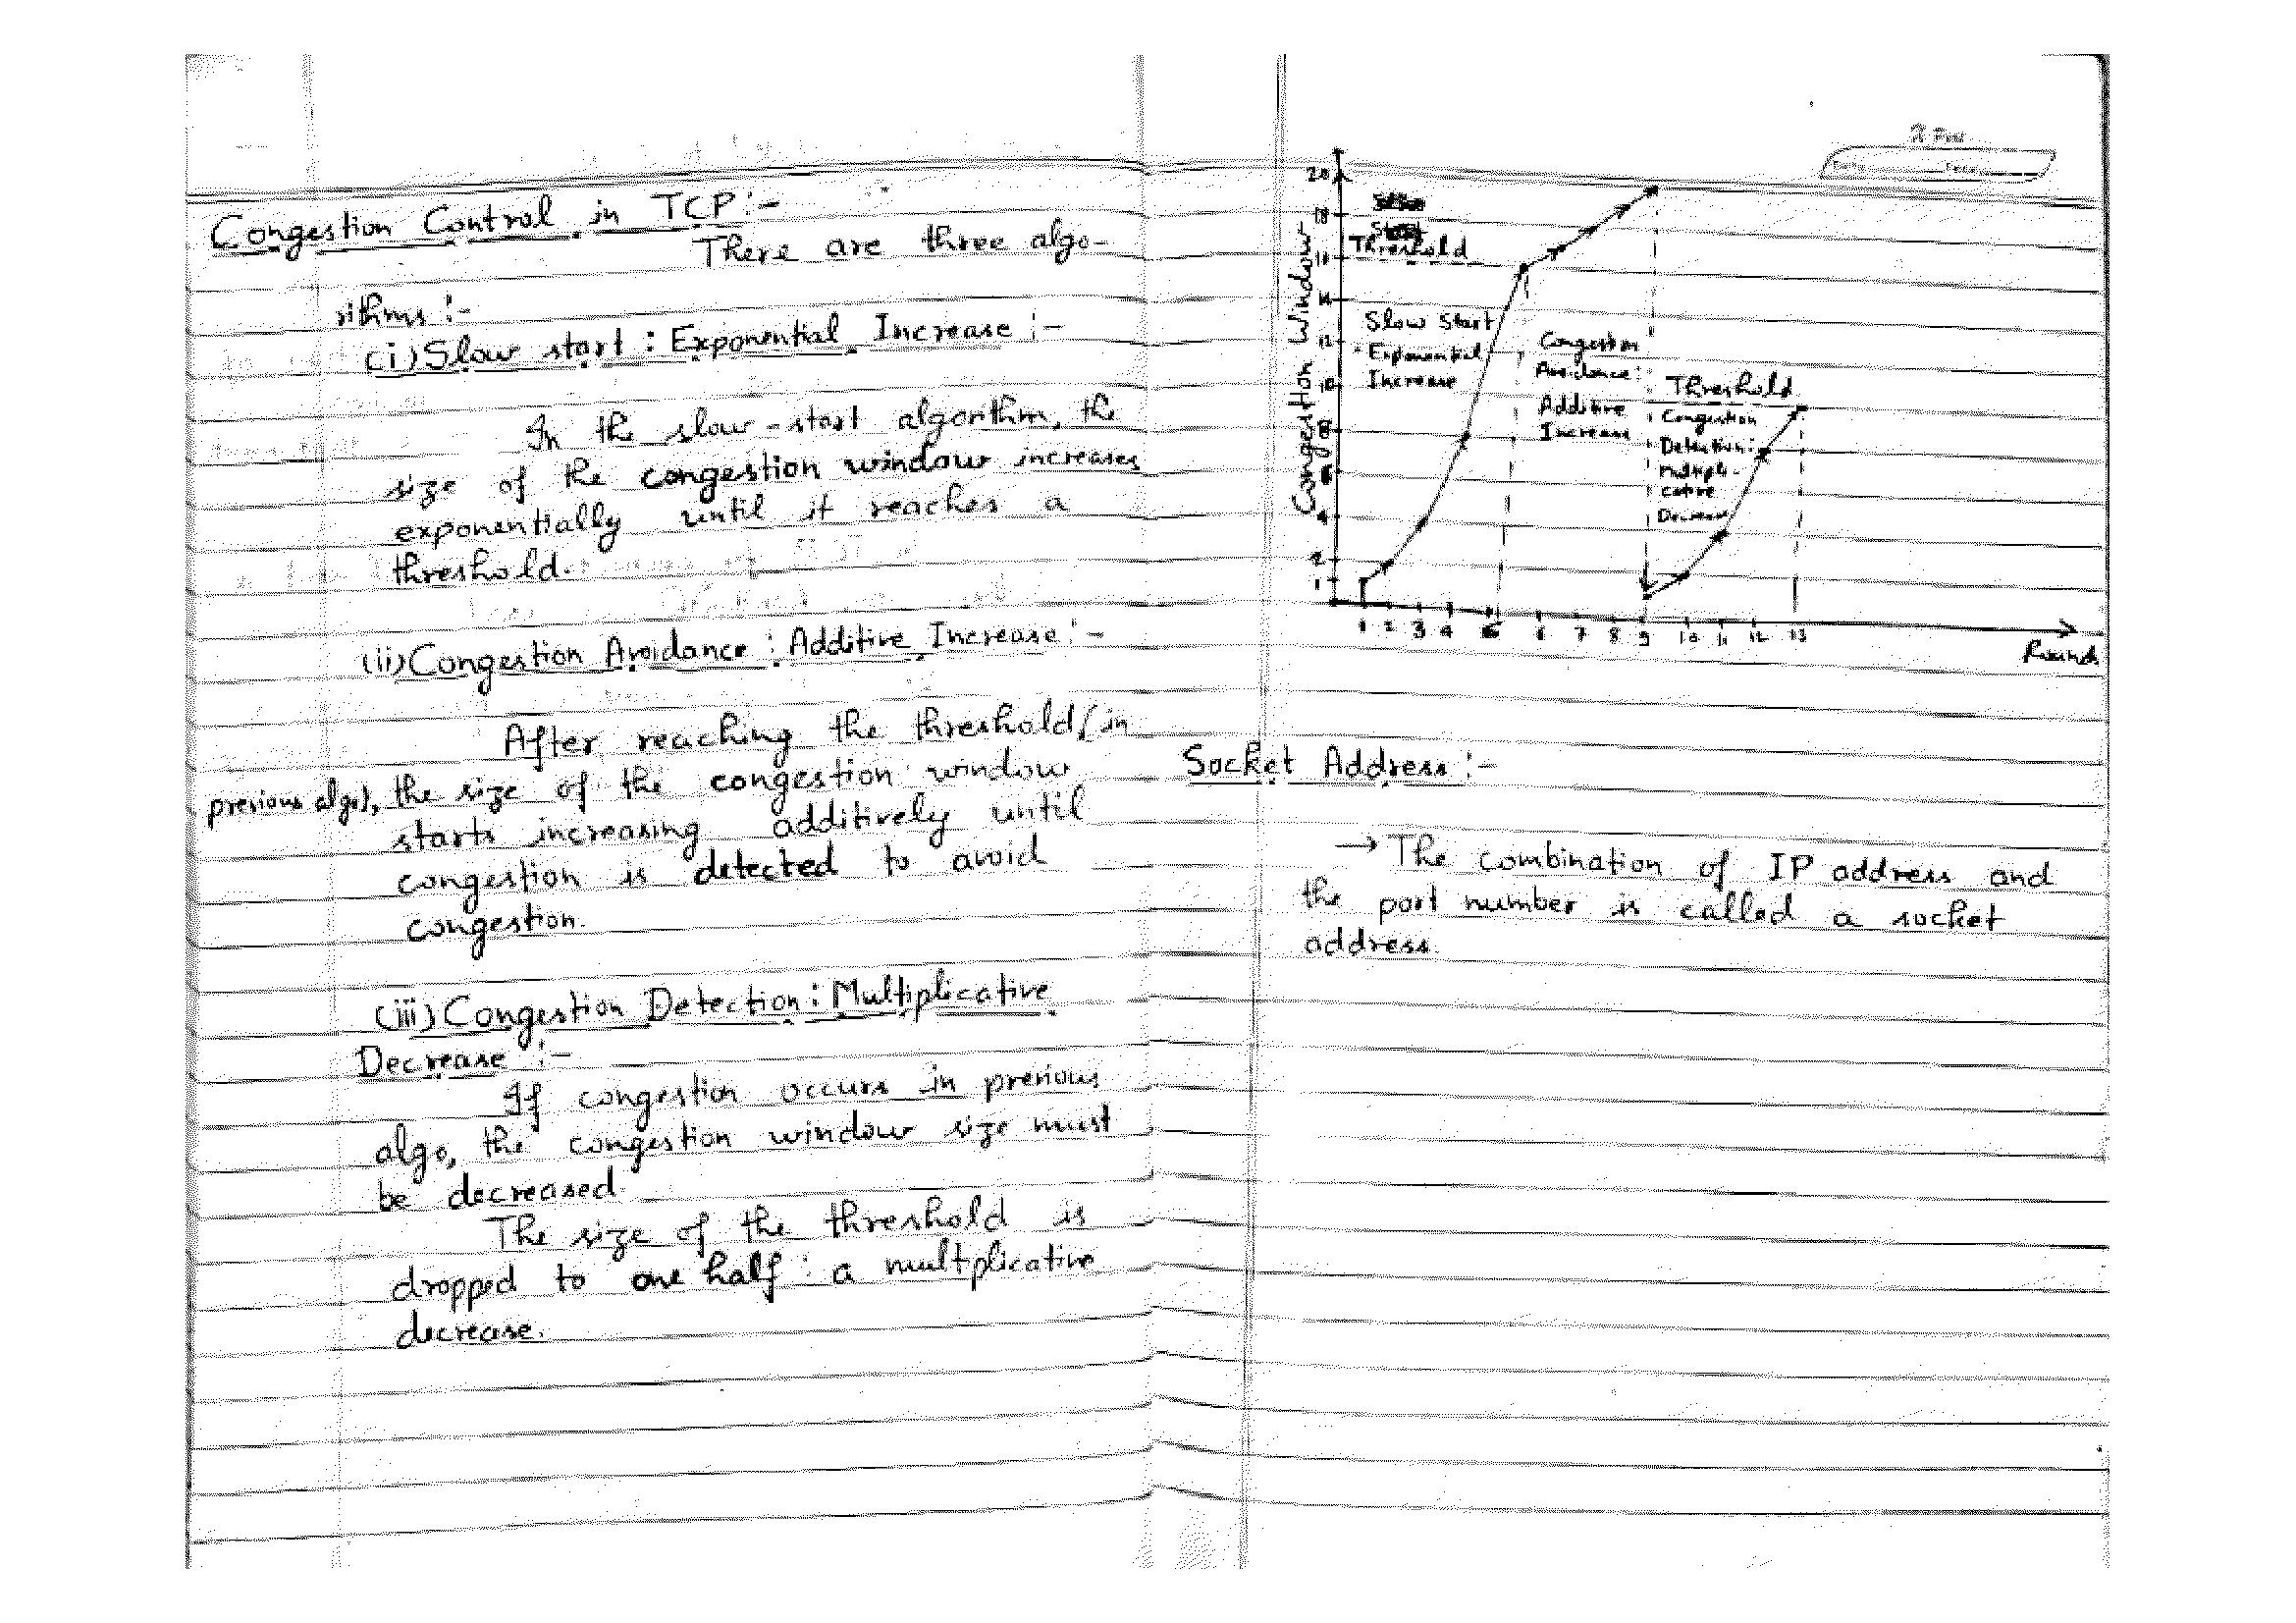 Congestion Control in TCP :-
There are three algo-
rithms :-
(i) Slow start : Exponential Increase :-
In the slow-start algorithm, the
size of the congestion window increases
exponentially until it reaches a
threshold.
(ii) Congestion Avoidance : Additive Increase :-
After reaching the threshold (in
previous algo), the size of the congestion window
starts increasing additively until
congestion is detected to avoid
congestion.
(iii) Congestion Detection : Multiplicative
Decrease :-
If congestion occurs in previous
algo, the congestion window size must
be decreased
The size of the threshold is
dropped to one half : a multplicative
decrease.
Congestion Window
20
18
16
14
12
10
8
6
4
2
1
Threshold
Slow Start
Exponential
Increase
Congestion
Avoidance
Additive
Increase
Threshold
Congestion
Detection
Multipli-
cative
Decrease
1 2 3 4 5 6 7 8 9 10 11 12 13
Rounds
Socket Address :-
→ The combination of IP address and
the port number is called a socket
address.